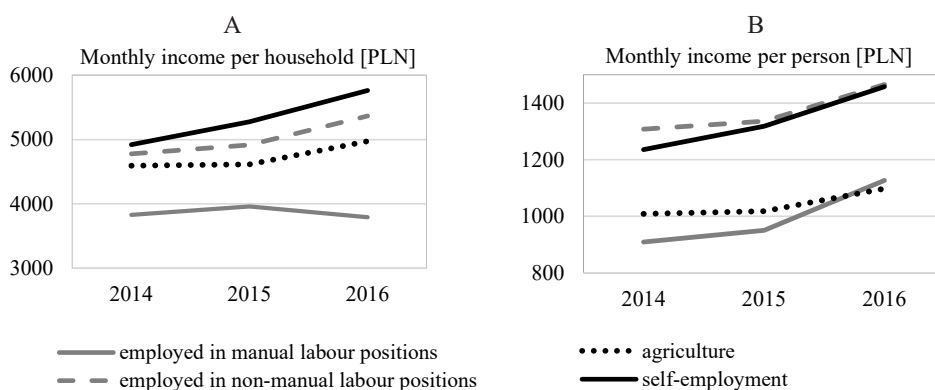 A
Monthly income per household [PLN]
6000
5000
4000
3000
2014 2015 2016
B
Monthly income per person [PLN]
1400
1200
1000
800
2014 2015 2016
employed in manual labour positions
employed in non-manual labour positions
agriculture
self-employment